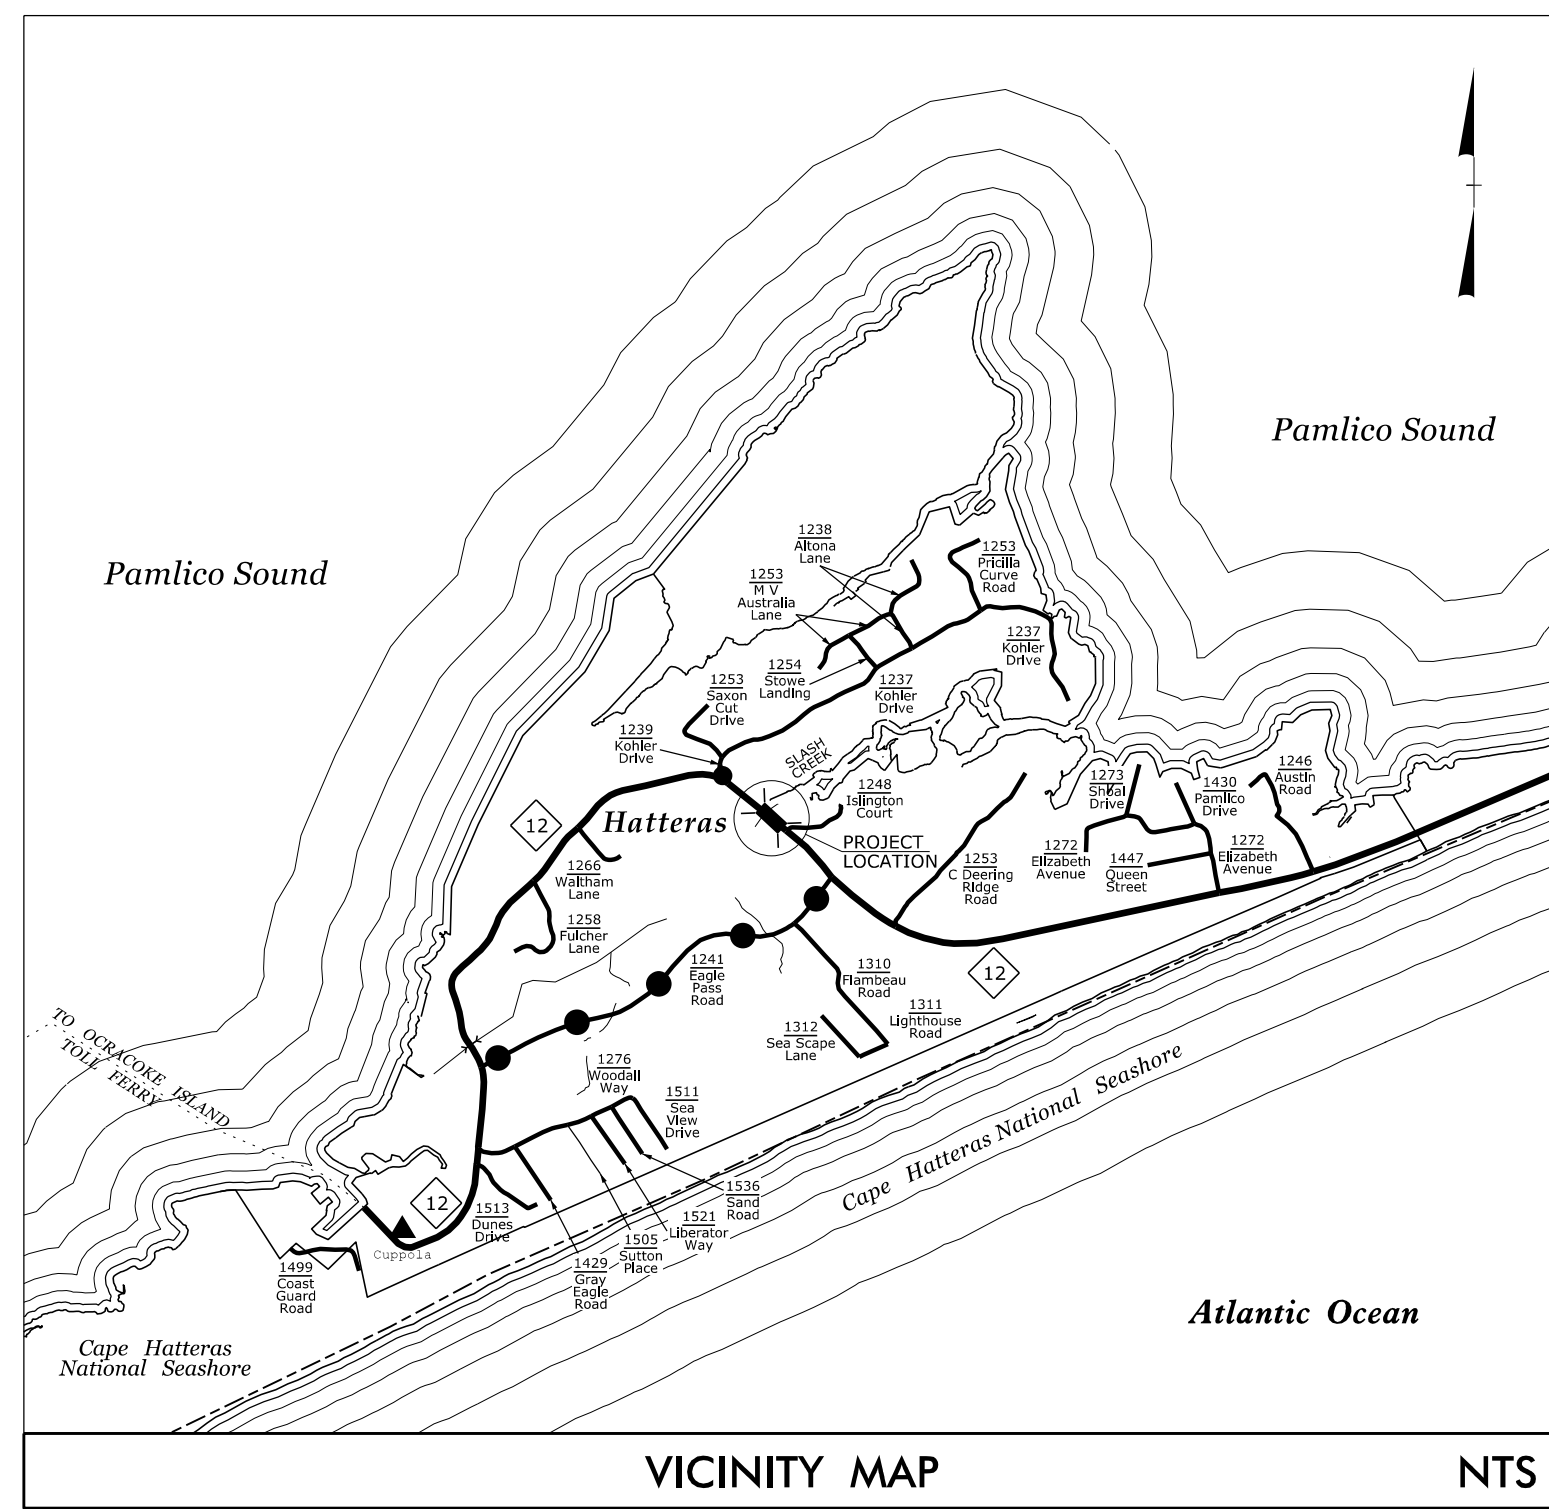 Pamlico Sound
Pamlico Sound
1238
Altona
Lane
1253
Pricilla
Curve
Road
1253
M V
Australia
Lane
1237
Kohler
Drive
1254
Stowe
Landing
1253
Saxon
Cut
Drive
1237
Kohler
Drive
1239
Kohler
Drive
SLASH
CREEK
1248
Islington
Court
1273
Shoal
Drive
1430
Pamlico
Drive
1246
Austin
Road
12
Hatteras
PROJECT
LOCATION
1266
Waltham
Lane
1253
C Deering
Ridge
Road
1272
Elizabeth
Avenue
1447
Queen
Street
1272
Elizabeth
Avenue
1258
Fulcher
Lane
1241
Eagle
Pass
Road
1310
Flambeau
Road
12
1311
Lighthouse
Road
1312
Sea Scape
Lane
TO OCRACOKE ISLAND
TOLL FERRY
1276
Woodall
Way
1511
Sea
View
Drive
Cape Hatteras National Seashore
12
Cuppola
1513
Dunes
Drive
1536
Sand
Road
1521
Liberator
Way
1505
Sutton
Place
1429
Gray
Eagle
Road
1499
Coast
Guard
Road
Atlantic Ocean
Cape Hatteras
National Seashore
VICINITY MAP
NTS